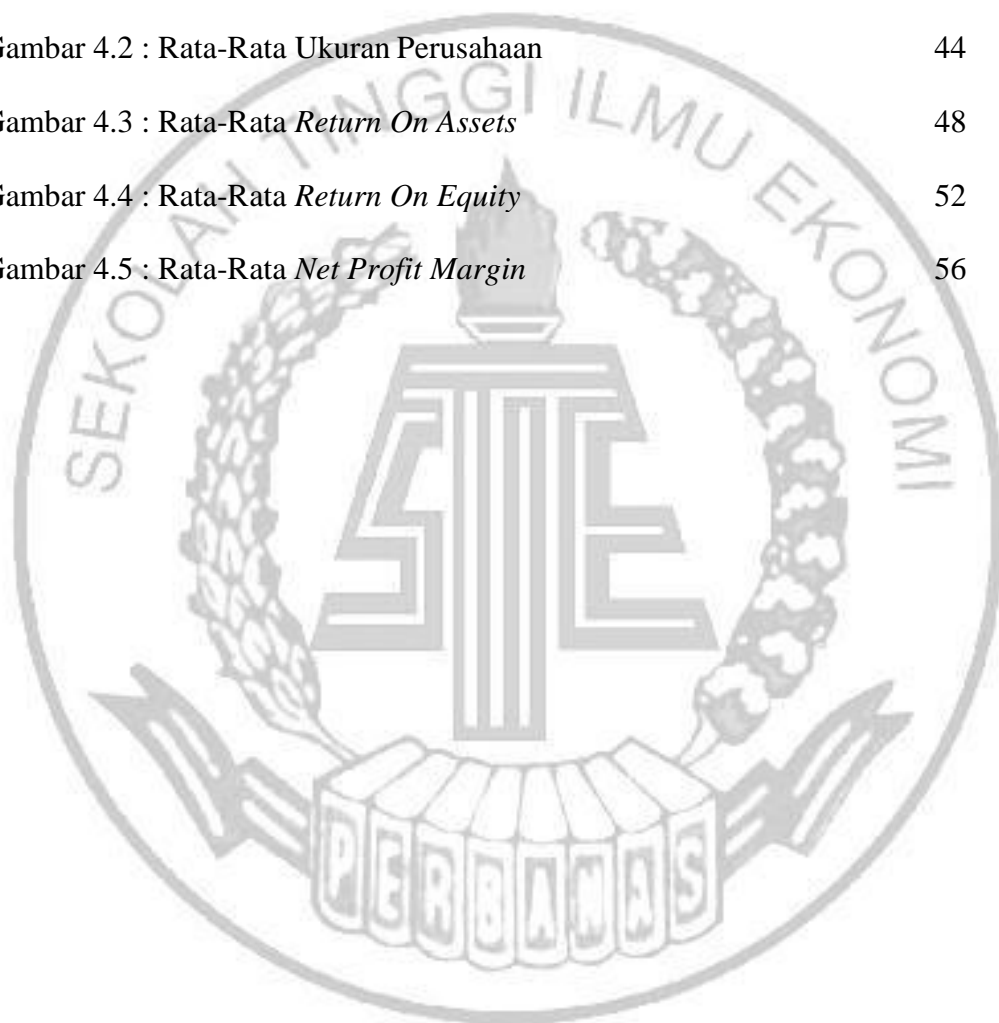 Gambar 4.2 : Rata-Rata Ukuran Perusahaan 44
Gambar 4.3 : Rata-Rata Return On Assets 48
Gambar 4.4 : Rata-Rata Return On Equity 52
Gambar 4.5 : Rata-Rata Net Profit Margin 56
SEKOLAH TINGGI ILMU EKONOMI
STIE
PERBANAS